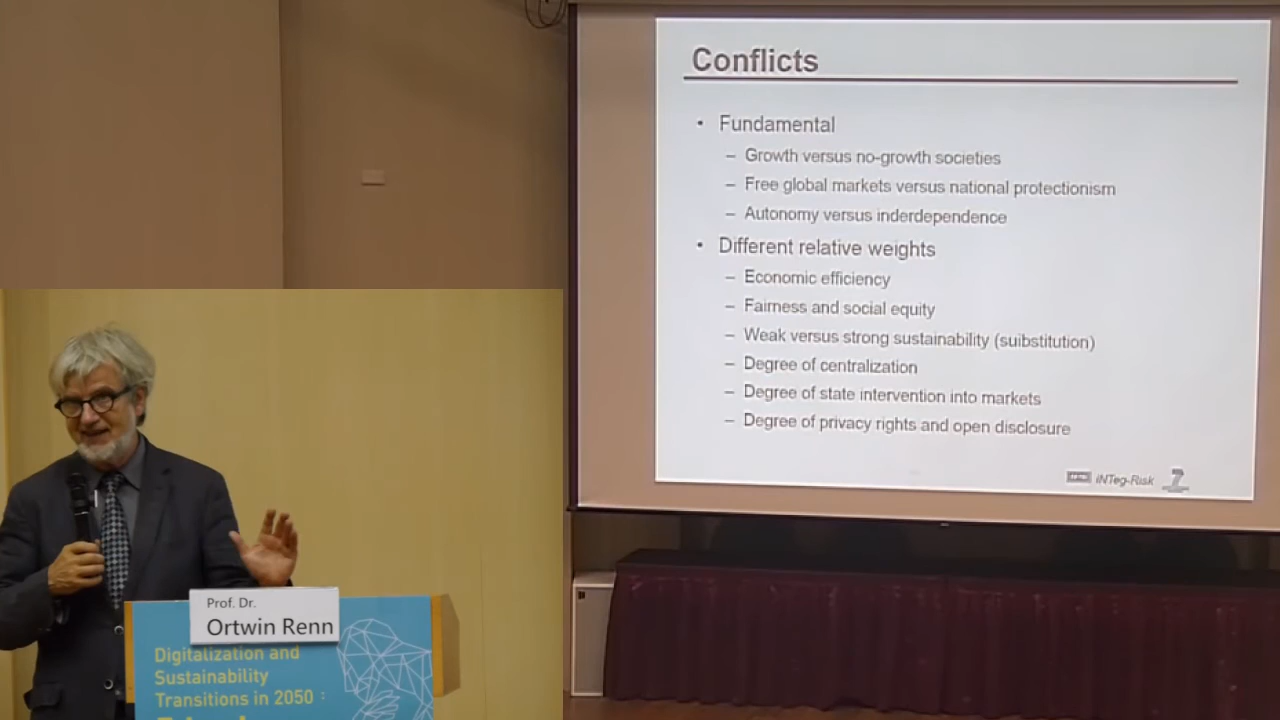 Conflicts
• Fundamental
– Growth versus no-growth societies
– Free global markets versus national protectionism
– Autonomy versus inderdependence
• Different relative weights
– Economic efficiency
– Fairness and social equity
– Weak versus strong sustainability (suibstitution)
– Degree of centralization
– Degree of state intervention into markets
– Degree of privacy rights and open disclosure
iNTeg-Risk
Prof. Dr.
Ortwin Renn
Digitalization and
Sustainability
Transitions in 2050 :